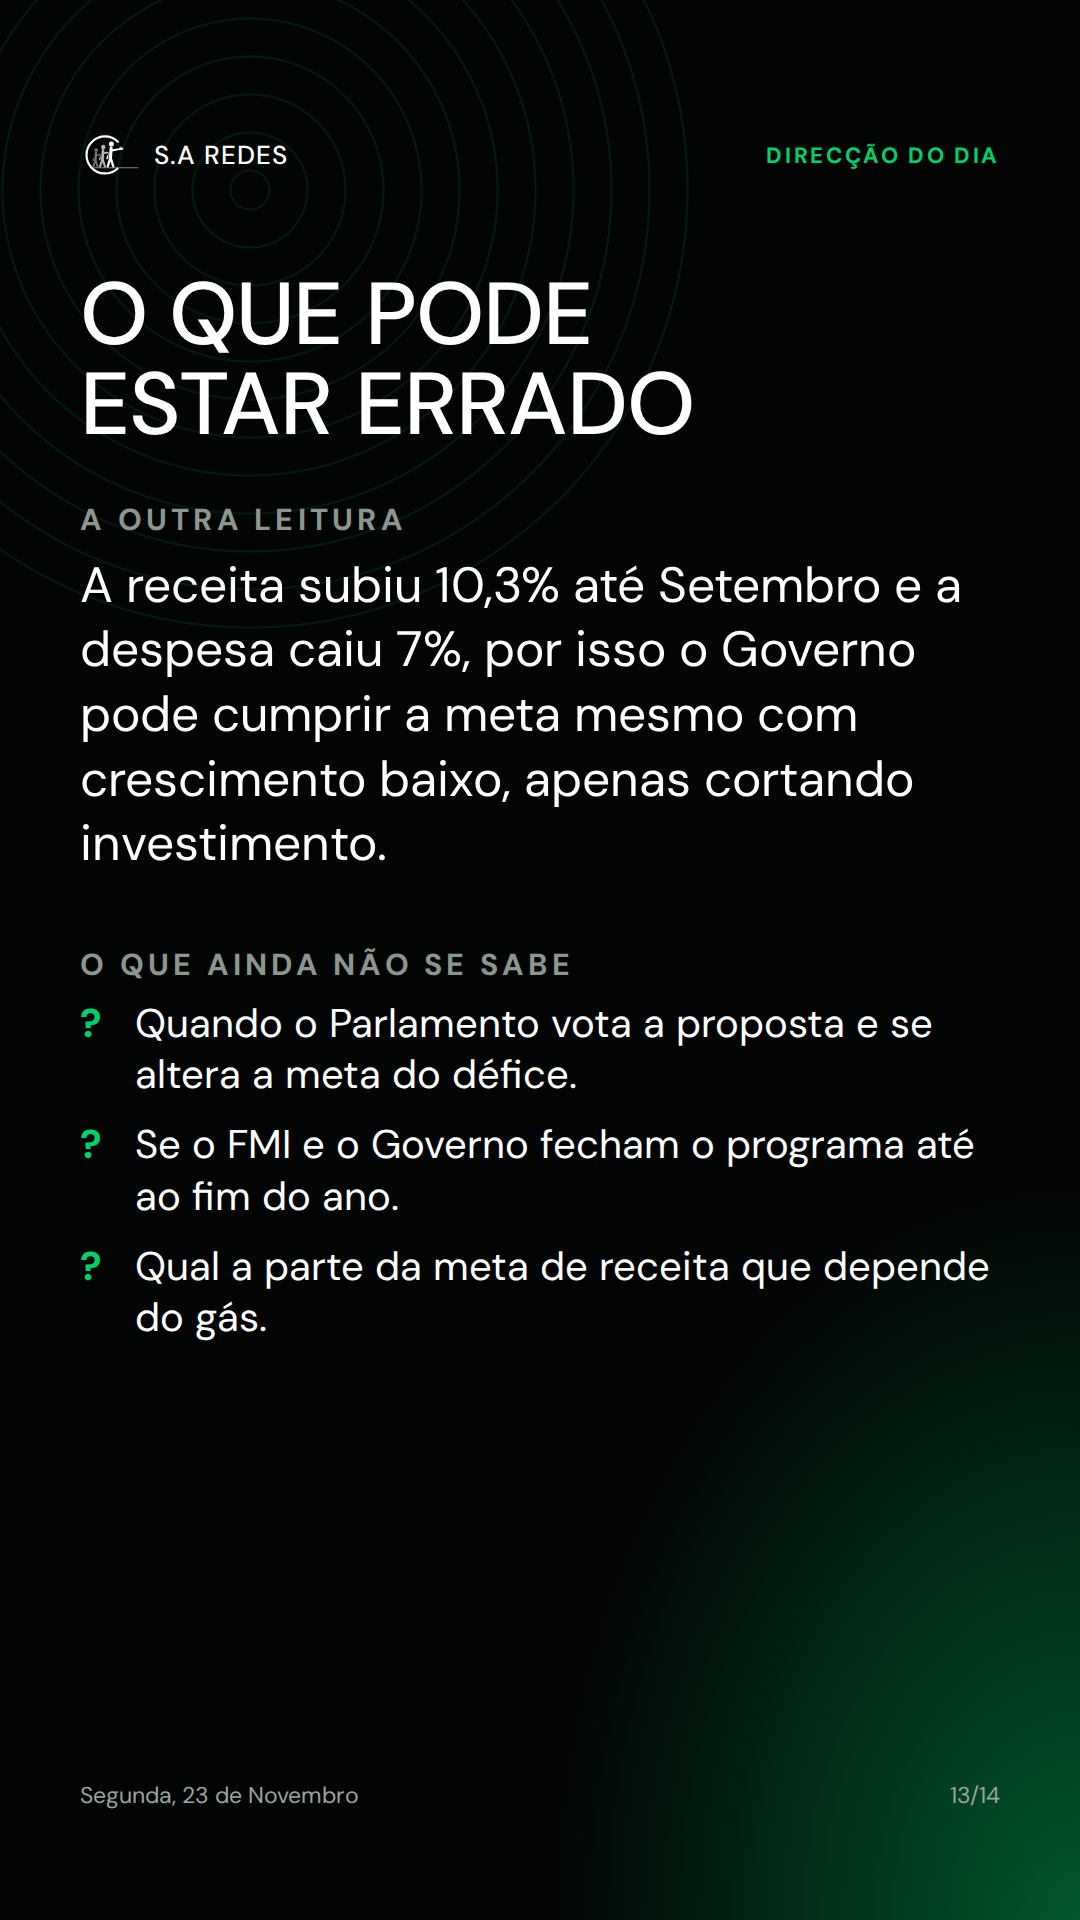 S.A REDES
DIRECÇÃO DO DIA
O QUE PODE
ESTAR ERRADO
A OUTRA LEITURA
A receita subiu 10,3% até Setembro e a
despesa caiu 7%, por isso o Governo
pode cumprir a meta mesmo com
crescimento baixo, apenas cortando
investimento.
O QUE AINDA NÃO SE SABE
? Quando o Parlamento vota a proposta e se
altera a meta do défice.
? Se o FMI e o Governo fecham o programa até
ao fim do ano.
? Qual a parte da meta de receita que depende
do gás.
Segunda, 23 de Novembro
13/14